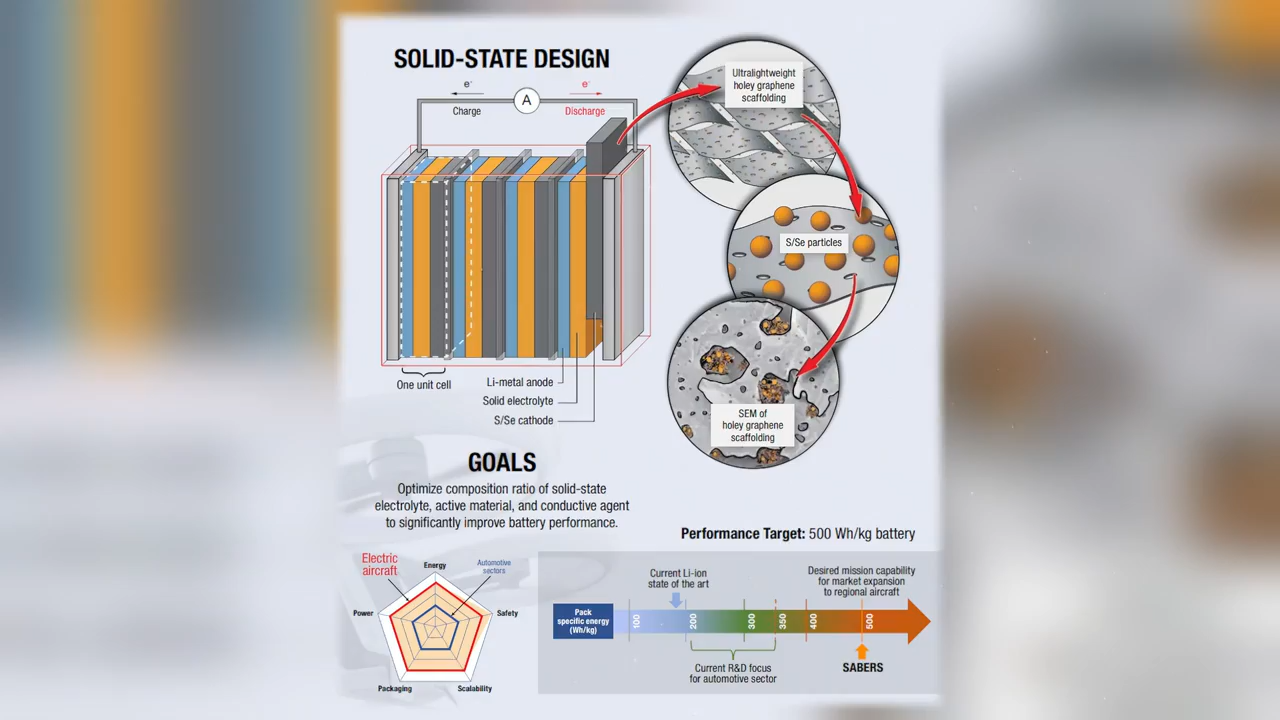 SOLID-STATE DESIGN
e⁻
e⁻
Charge
A
Discharge
Ultralightweight
holey graphene
scaffolding
S/Se particles
SEM of
holey graphene
scaffolding
One unit cell
Li-metal anode
Solid electrolyte
S/Se cathode
GOALS
Optimize composition ratio of solid-state
electrolyte, active material, and conductive agent
to significantly improve battery performance.
Electric
aircraft
Energy
Automotive
sectors
Power
Safety
Packaging
Scalability
Performance Target: 500 Wh/kg battery
Current Li-ion
state of the art
Desired mission capability
for market expansion
to regional aircraft
Pack
specific energy
(Wh/kg)
100
200
300
350
400
500
Current R&D focus
for automotive sector
SABERS